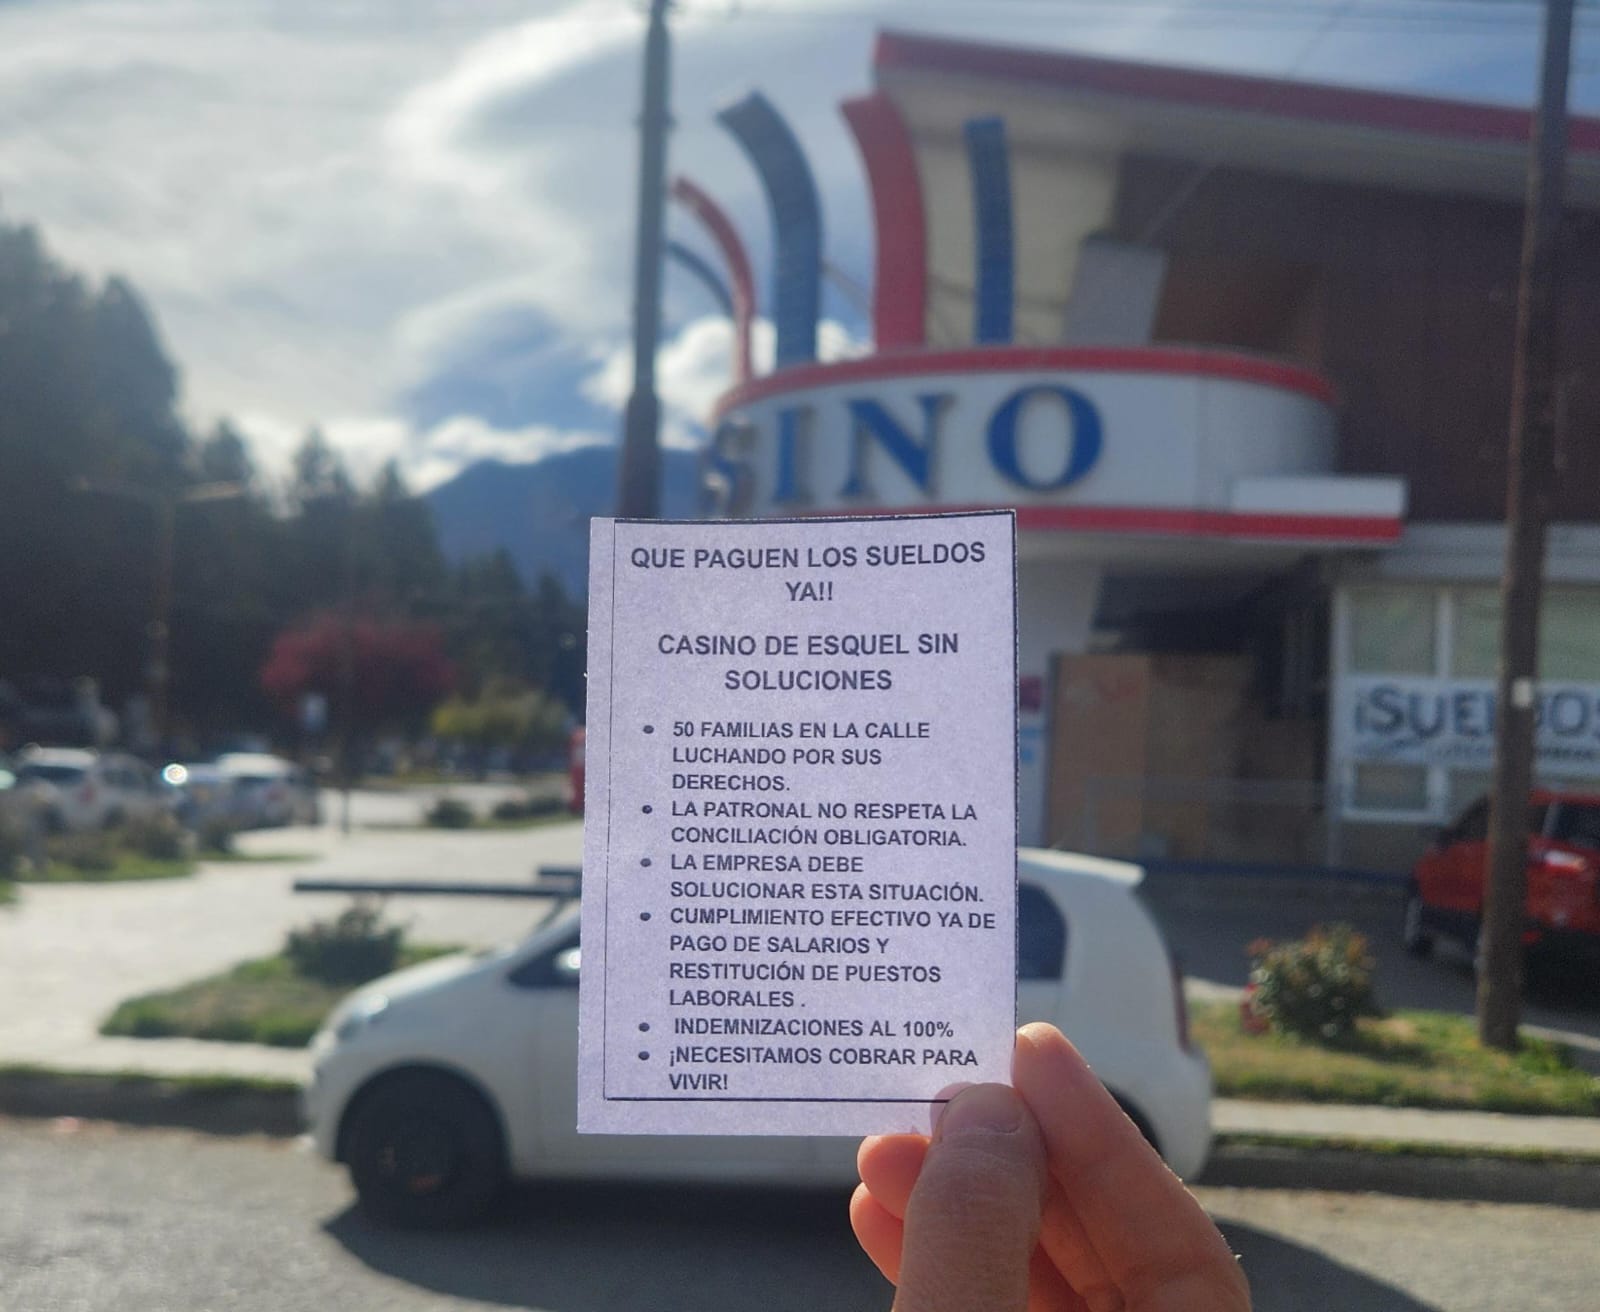 SINO
QUE PAGUEN LOS SUELDOS
YA!!
CASINO DE ESQUEL SIN
SOLUCIONES
• 50 FAMILIAS EN LA CALLE
LUCHANDO POR SUS
DERECHOS.
• LA PATRONAL NO RESPETA LA
CONCILIACIÓN OBLIGATORIA.
• LA EMPRESA DEBE
SOLUCIONAR ESTA SITUACIÓN.
• CUMPLIMIENTO EFECTIVO YA DE
PAGO DE SALARIOS Y
RESTITUCIÓN DE PUESTOS
LABORALES .
• INDEMNIZACIONES AL 100%
• ¡NECESITAMOS COBRAR PARA
VIVIR!
¡SUELDOS